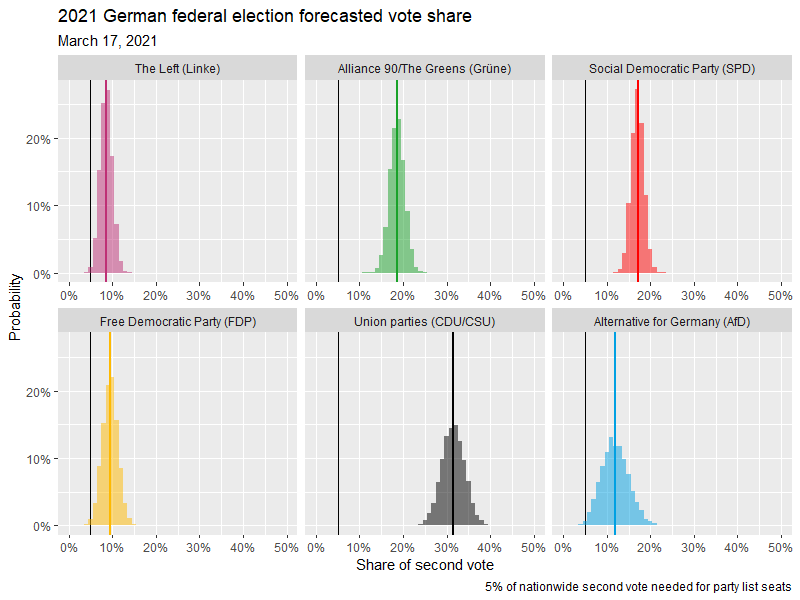 2021 German federal election forecasted vote share
March 17, 2021
The Left (Linke)
Alliance 90/The Greens (Grüne)
Social Democratic Party (SPD)
20%
10%
0%
0% 10% 20% 30% 40% 50%
0% 10% 20% 30% 40% 50%
0% 10% 20% 30% 40% 50%
Probability
Free Democratic Party (FDP)
Union parties (CDU/CSU)
Alternative for Germany (AfD)
20%
10%
0%
0% 10% 20% 30% 40% 50%
0% 10% 20% 30% 40% 50%
0% 10% 20% 30% 40% 50%
Share of second vote
5% of nationwide second vote needed for party list seats